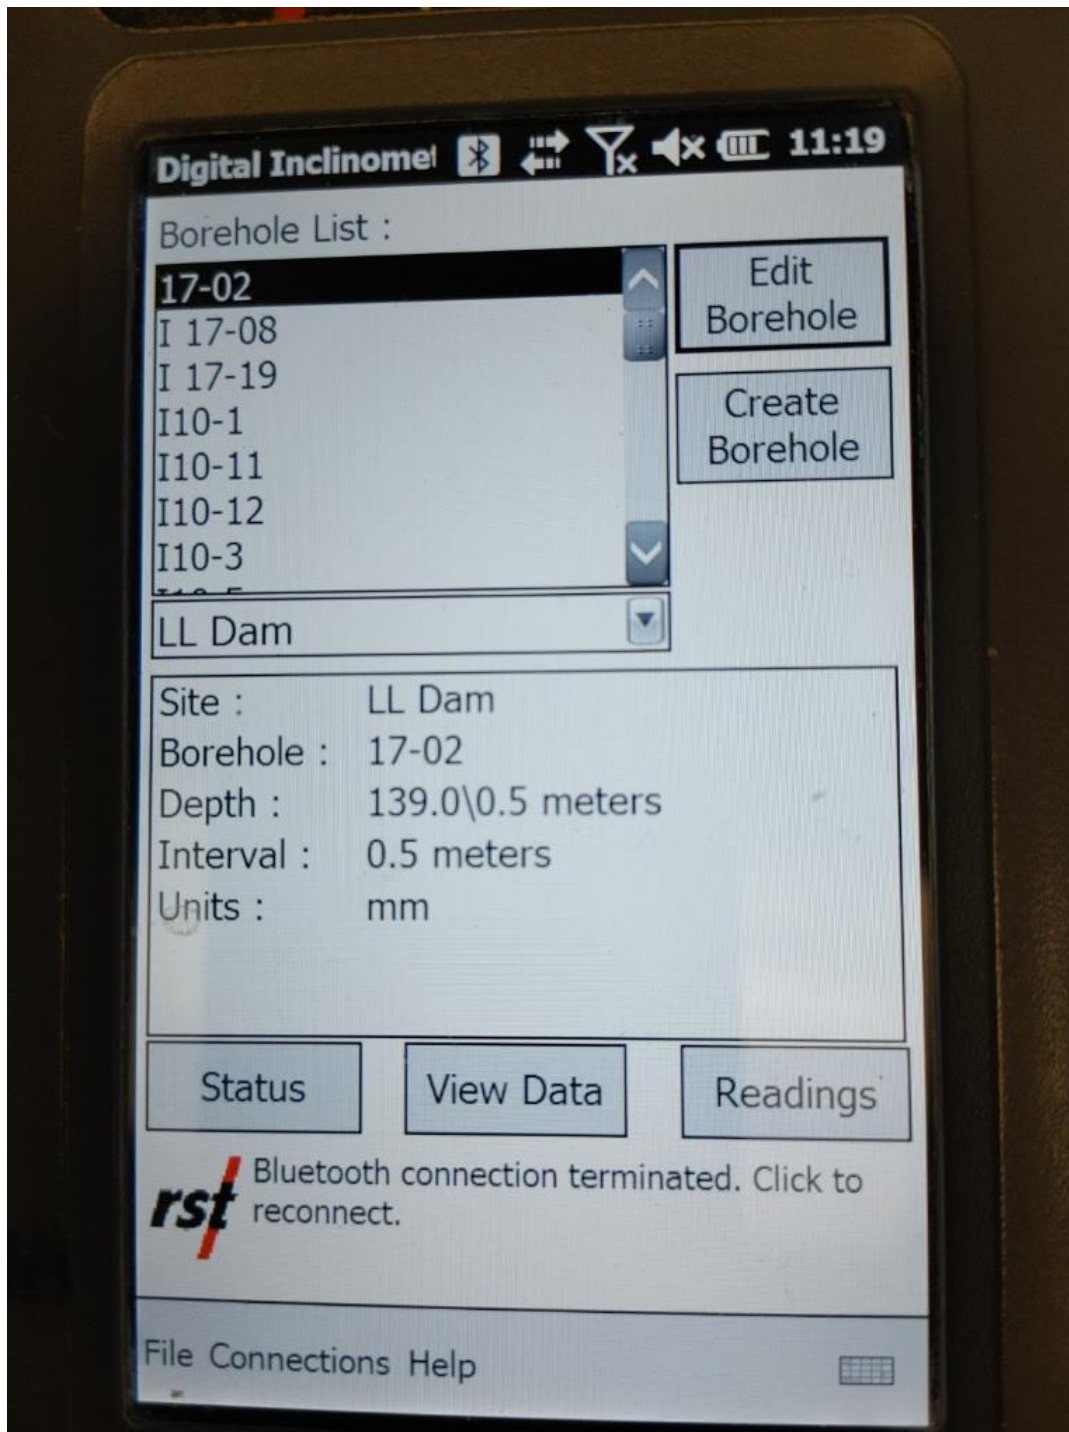 Digital Inclinomet 11:19
Borehole List :
17-02
I 17-08
I 17-19
I10-1
I10-11
I10-12
I10-3
Edit
Borehole
Create
Borehole
LL Dam
Site : LL Dam
Borehole : 17-02
Depth : 139.0\0.5 meters
Interval : 0.5 meters
Units : mm
Status View Data Readings
rst
Bluetooth connection terminated. Click to
reconnect.
File Connections Help